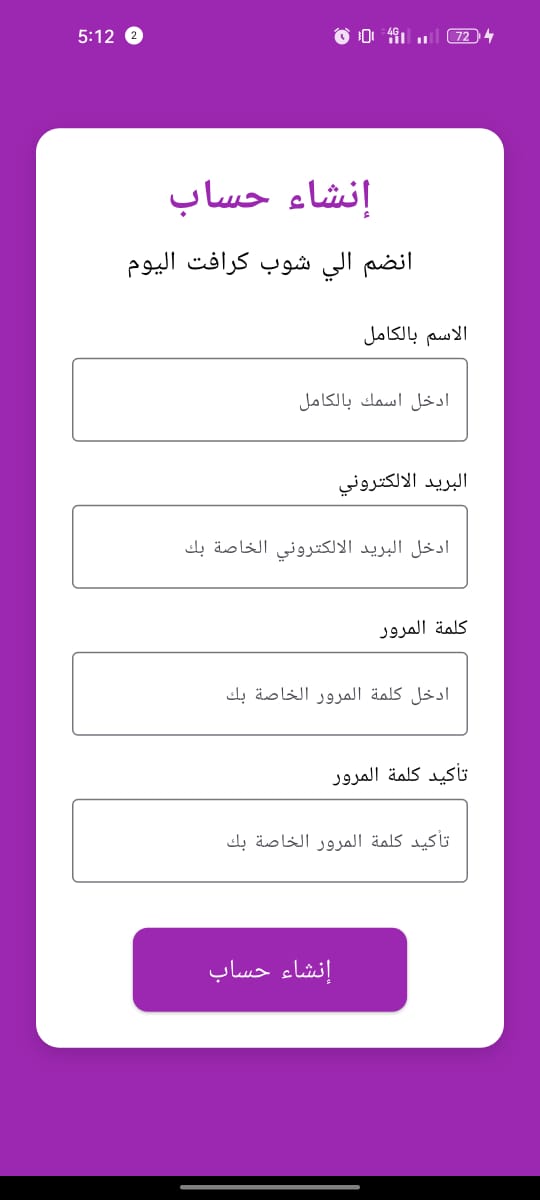 5:12 2 4G 72
إنشاء حساب
انضم الي شوب كرافت اليوم
الاسم بالكامل
ادخل اسمك بالكامل
البريد الالكتروني
ادخل البريد الالكتروني الخاصة بك
كلمة المرور
ادخل كلمة المرور الخاصة بك
تأكيد كلمة المرور
تأكيد كلمة المرور الخاصة بك
إنشاء حساب